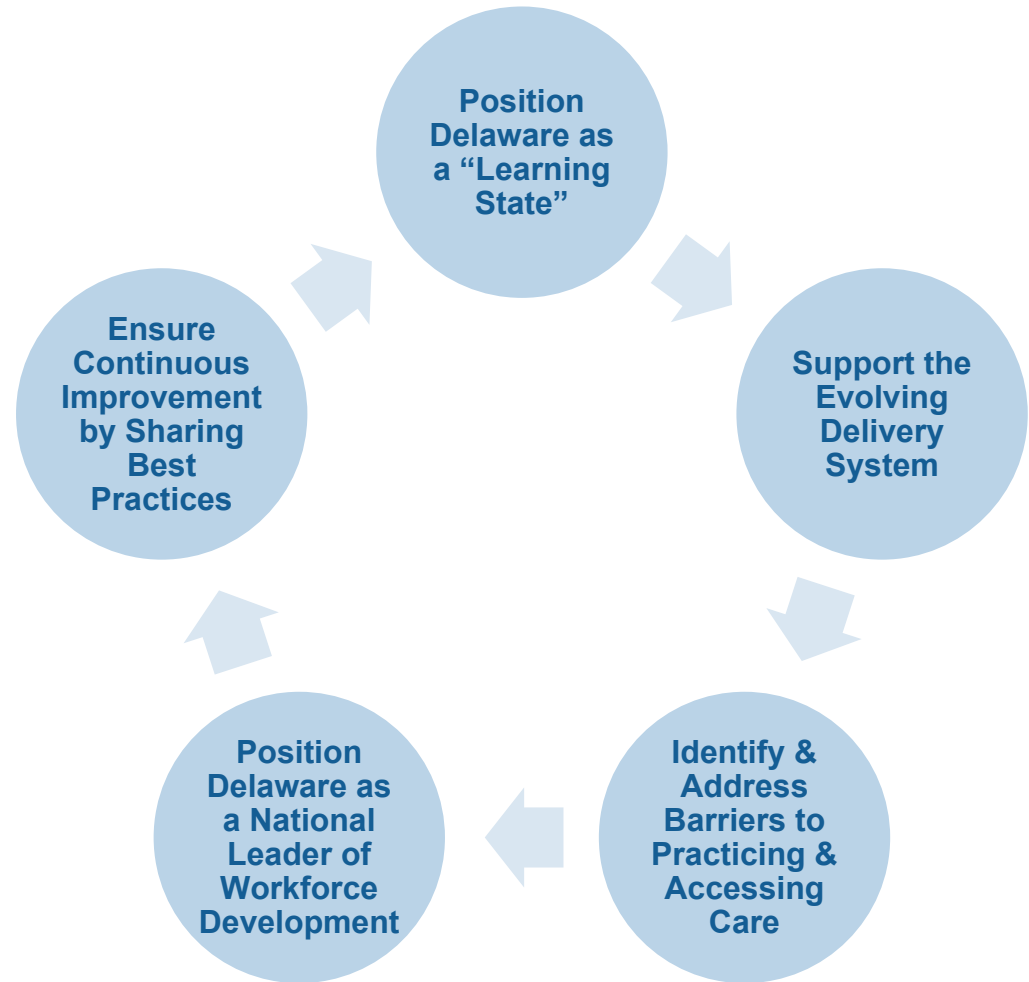 Position
Delaware as
a “Learning
State”
Support the
Evolving
Delivery
System
Identify &
Address
Barriers to
Practicing &
Accessing
Care
Position
Delaware as
a National
Leader of
Workforce
Development
Ensure
Continuous
Improvement
by Sharing
Best
Practices